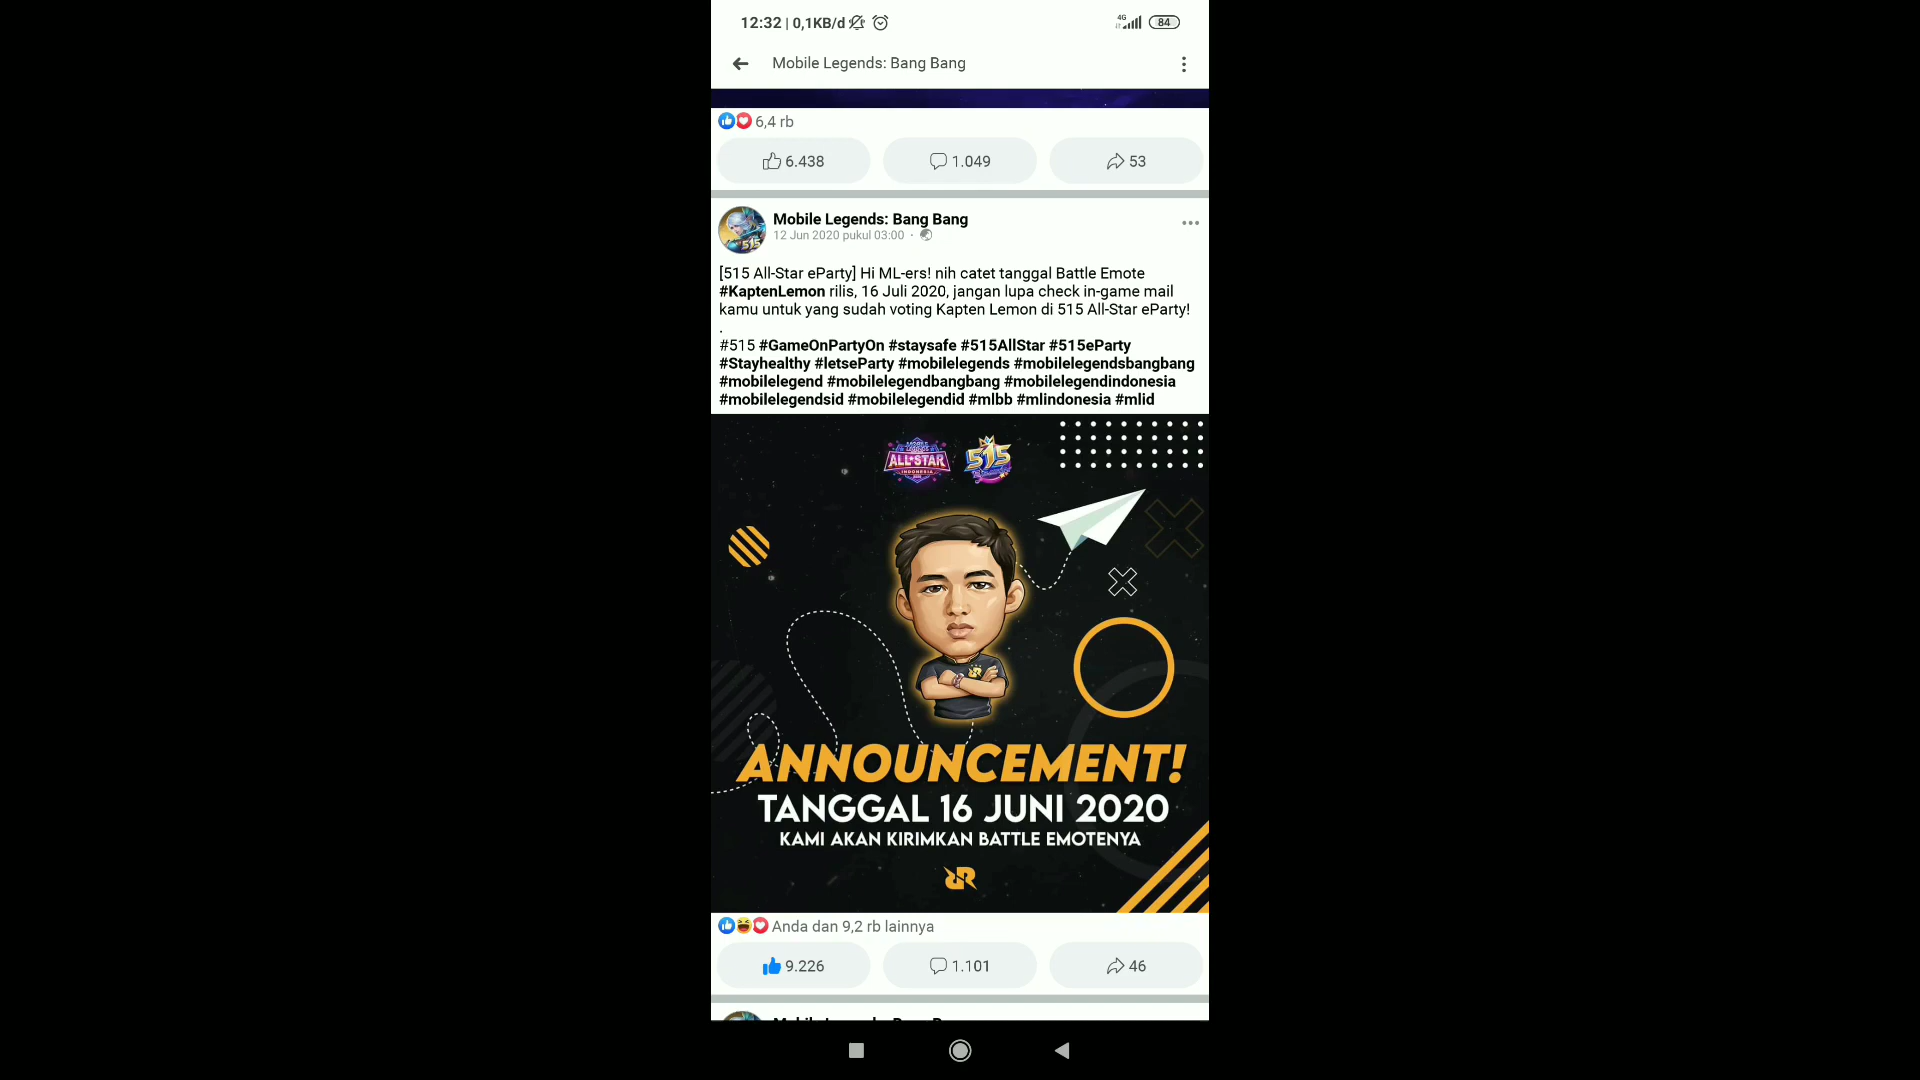 12:32 | 0,1KB/d
4G
84
Mobile Legends: Bang Bang
6,4 rb
6.438
1.049
53
Mobile Legends: Bang Bang
12 Jun 2020 pukul 03:00 ·
[515 All-Star eParty] Hi ML-ers! nih catet tanggal Battle Emote
#KaptenLemon rilis, 16 Juli 2020, jangan lupa check in-game mail
kamu untuk yang sudah voting Kapten Lemon di 515 All-Star eParty!
.
#515 #GameOnPartyOn #staysafe #515AllStar #515eParty
#Stayhealthy #letseParty #mobilelegends #mobilelegendsbangbang
#mobilelegend #mobilelegendbangbang #mobilelegendindonesia
#mobilelegendsid #mobilelegendid #mlbb #mlindonesia #mlid
ALL★STAR
INDONESIA
515
ANNOUNCEMENT!
TANGGAL 16 JUNI 2020
KAMI AKAN KIRIMKAN BATTLE EMOTENYA
Anda dan 9,2 rb lainnya
9.226
1.101
46